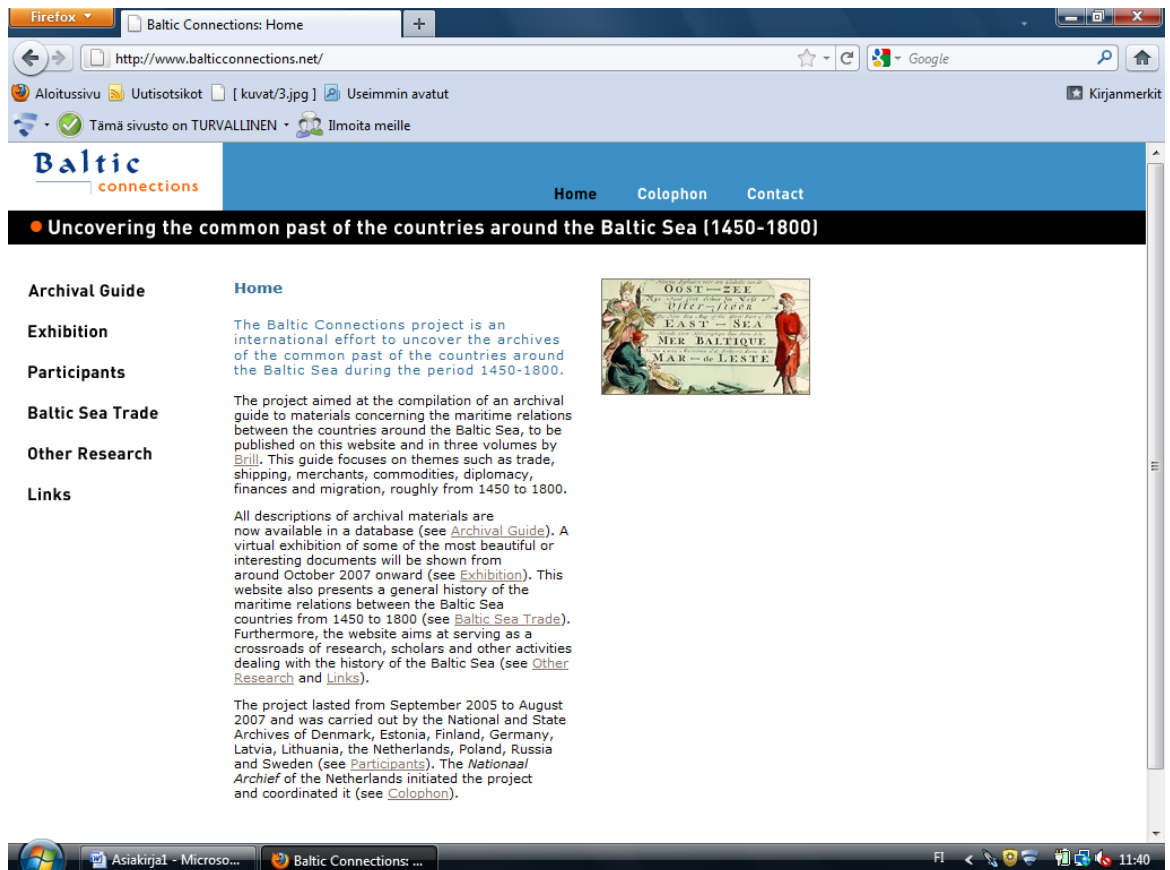 Firefox
Baltic Connections: Home
http://www.balticconnections.net/
Google
Aloitussivu
Uutisotsikot
[ kuvat/3.jpg ]
Useimmin avatut
Kirjanmerkit
Tämä sivusto on TURVALLINEN
Ilmoita meille
Baltic
connections
Home
Colophon
Contact
Uncovering the common past of the countries around the Baltic Sea (1450-1800)
Archival Guide
Exhibition
Participants
Baltic Sea Trade
Other Research
Links
Home
The Baltic Connections project is an
international effort to uncover the archives
of the common past of the countries around
the Baltic Sea during the period 1450-1800.
The project aimed at the compilation of an archival
guide to materials concerning the maritime relations
between the countries around the Baltic Sea, to be
published on this website and in three volumes by
Brill. This guide focuses on themes such as trade,
shipping, merchants, commodities, diplomacy,
finances and migration, roughly from 1450 to 1800.
All descriptions of archival materials are
now available in a database (see Archival Guide). A
virtual exhibition of some of the most beautiful or
interesting documents will be shown from
around October 2007 onward (see Exhibition). This
website also presents a general history of the
maritime relations between the Baltic Sea
countries from 1450 to 1800 (see Baltic Sea Trade).
Furthermore, the website aims at serving as a
crossroads of research, scholars and other activities
dealing with the history of the Baltic Sea (see Other
Research and Links).
The project lasted from September 2005 to August
2007 and was carried out by the National and State
Archives of Denmark, Estonia, Finland, Germany,
Latvia, Lithuania, the Netherlands, Poland, Russia
and Sweden (see Participants). The Nationaal
Archief of the Netherlands initiated the project
and coordinated it (see Colophon).
OOST-ZEE
EAST-SEA
MER BALTIQUE
MAR de LESTE
Asiakirja1 - Microso...
Baltic Connections: ...
FI
11:40